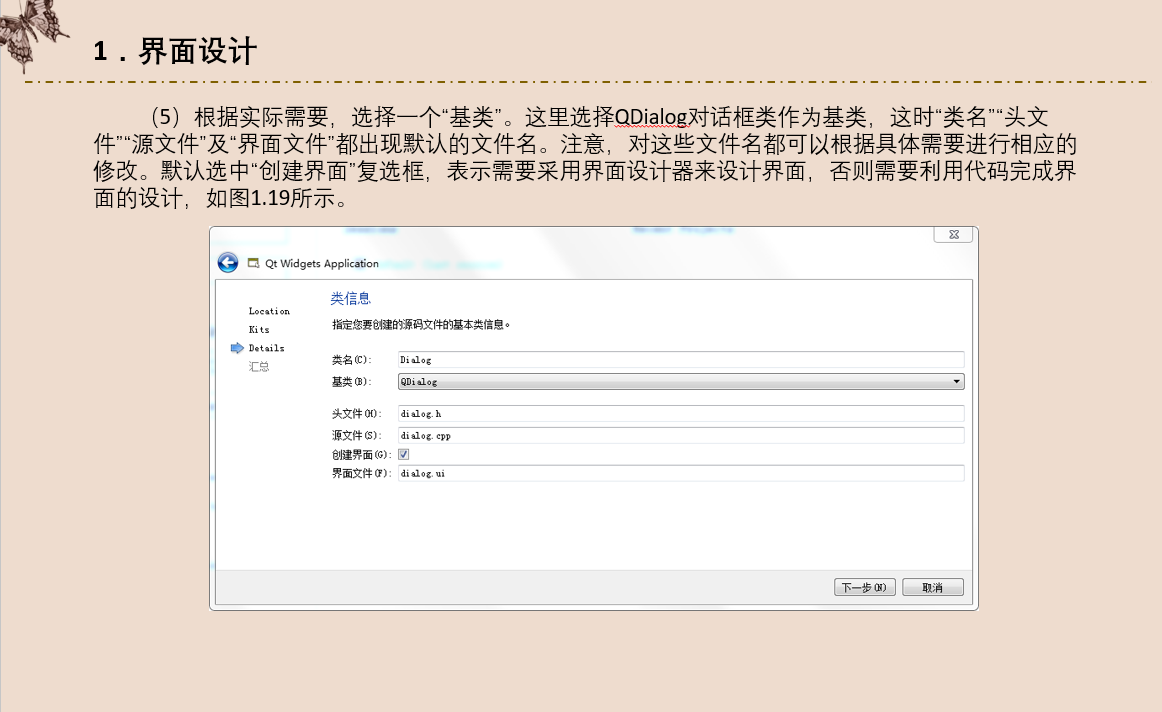 1．界面设计
（5）根据实际需要，选择一个“基类”。这里选择QDialog对话框类作为基类，这时“类名”“头文
件”“源文件”及“界面文件”都出现默认的文件名。注意，对这些文件名都可以根据具体需要进行相应的
修改。默认选中“创建界面”复选框，表示需要采用界面设计器来设计界面，否则需要利用代码完成界
面的设计，如图1.19所示。
Qt Widgets Application
Location
Kits
Details
汇总
类信息
指定您要创建的源码文件的基本类信息。
类名(C): Dialog
基类(B): QDialog
头文件(H): dialog.h
源文件(S): dialog.cpp
创建界面(G):
界面文件(F): dialog.ui
下一步(N) 取消